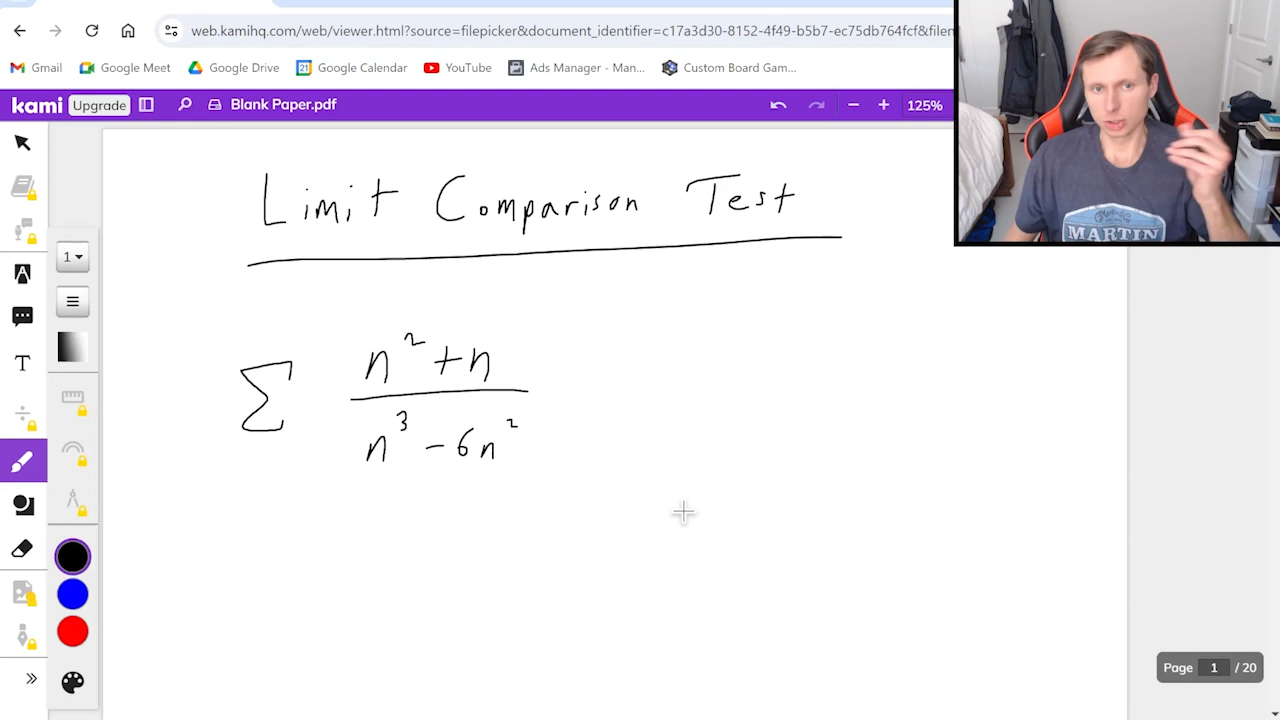 web.kamihq.com/web/viewer.html?source=filepicker&document_identifier=c17a3d30-8152-4f49-b5b7-ec75db764fcf&filen
Gmail Google Meet Google Drive 31 Google Calendar YouTube Ads Manager - Man... Custom Board Gam...
kami Upgrade Blank Paper.pdf 125%
Limit Comparison Test
1
T
∑ n² + n
n³ - 6n²
MARTIN
Page 1 / 20